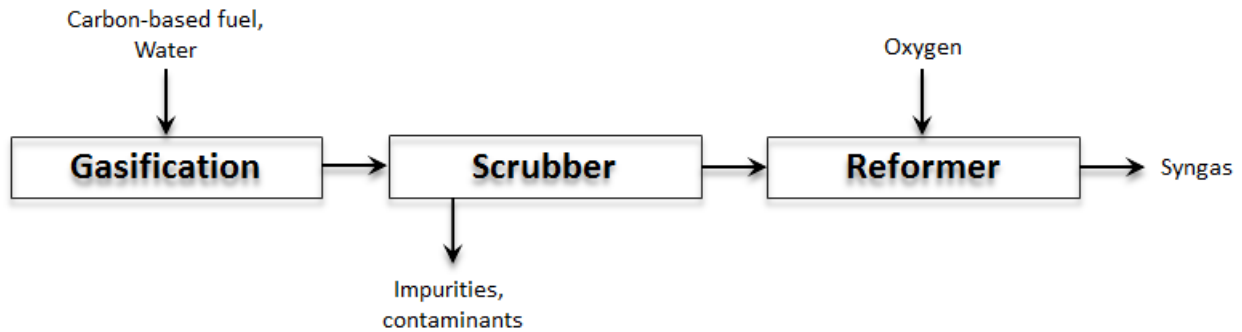 Carbon-based fuel,
Water
Oxygen
Gasification
Scrubber
Reformer
Syngas
Impurities,
contaminants